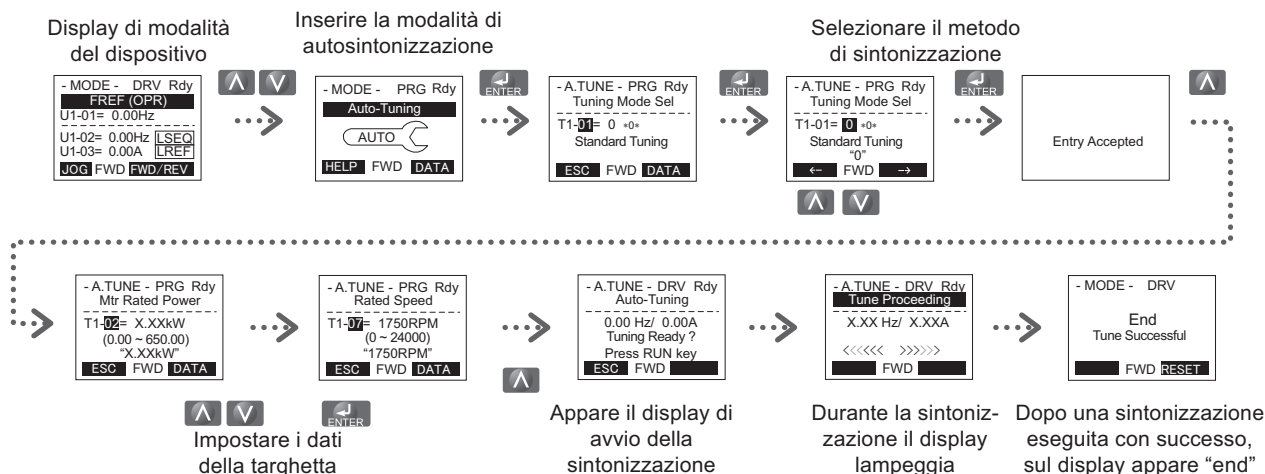 Display di modalità
del dispositivo
- MODE - DRV Rdy
FREF (OPR)
U1-01= 0.00Hz
U1-02= 0.00Hz LSEQ
U1-03= 0.00A LREF
JOG FWD FWD/REV
Inserire la modalità di
autosintonizzazione
- MODE - PRG Rdy
Auto-Tuning
AUTO
HELP FWD DATA
ENTER
- A.TUNE - PRG Rdy
Tuning Mode Sel
T1-01= 0 *0*
Standard Tuning
ESC FWD DATA
ENTER
Selezionare il metodo
di sintonizzazione
- A.TUNE - PRG Rdy
Tuning Mode Sel
T1-01= 0 *0*
Standard Tuning
“0”
← FWD →
ENTER
Entry Accepted
- A.TUNE - PRG Rdy
Mtr Rated Power
T1-02= X.XXkW
(0.00 ~ 650.00)
“X.XXkW”
ESC FWD DATA
- A.TUNE - PRG Rdy
Rated Speed
T1-07= 1750RPM
(0 ~ 24000)
“1750RPM”
ESC FWD DATA
ENTER
Impostare i dati
della targhetta
- A.TUNE - DRV Rdy
Auto-Tuning
0.00 Hz/ 0.00A
Tuning Ready ?
Press RUN key
ESC FWD
Appare il display di
avvio della
sintonizzazione
- A.TUNE - DRV Rdy
Tune Proceeding
X.XX Hz/ X.XXA
<<<<<< >>>>>>
FWD
Durante la sintoniz-
zazione il display
lampeggia
- MODE - DRV
End
Tune Successful
FWD RESET
Dopo una sintonizzazione
eseguita con successo,
sul display appare “end”